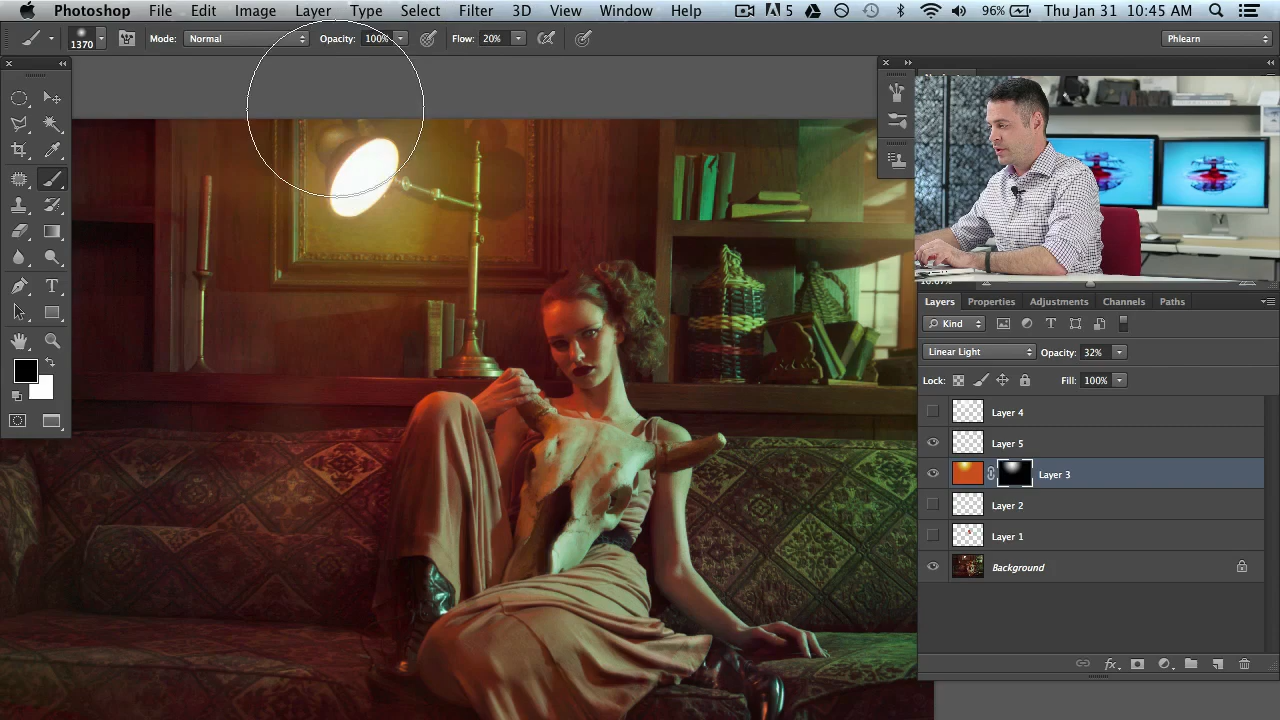 Photoshop File Edit Image Layer Type Select Filter 3D View Window Help 5 96% Thu Jan 31 10:45 AM
1370 Mode: Normal Opacity: 100% Flow: 20% Phlearn
Layers Properties Adjustments Channels Paths
Kind T
Linear Light Opacity: 32%
Lock: Fill: 100%
Layer 4
Layer 5
Layer 3
Layer 2
Layer 1
Background
fx